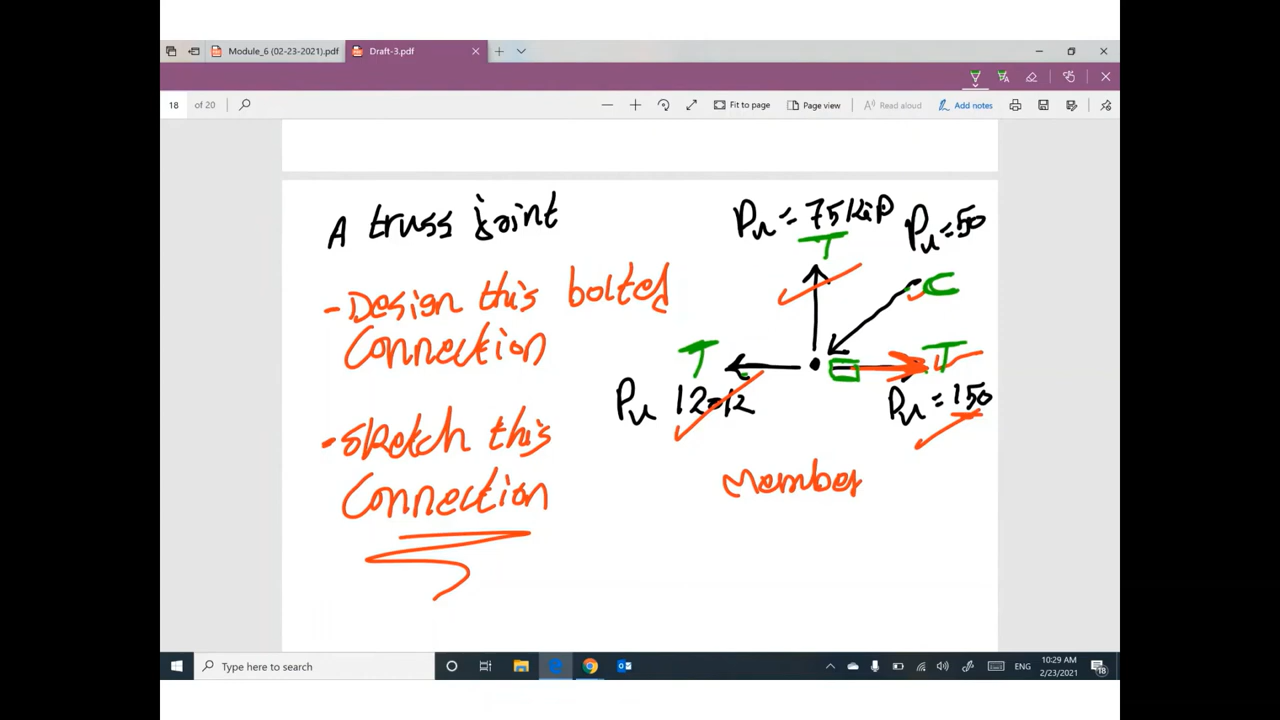 Module_6 (02-23-2021).pdf
Draft-3.pdf
18 of 20
Fit to page
Page view
Read aloud
Add notes
A truss joint
Pu = 75 kip
T
Pu = 50
C
- Design this bolted
Connection
T
T
Pu
Pu = 150
- Sketch this
Connection
member
Type here to search
ENG
10:29 AM
2/23/2021
18